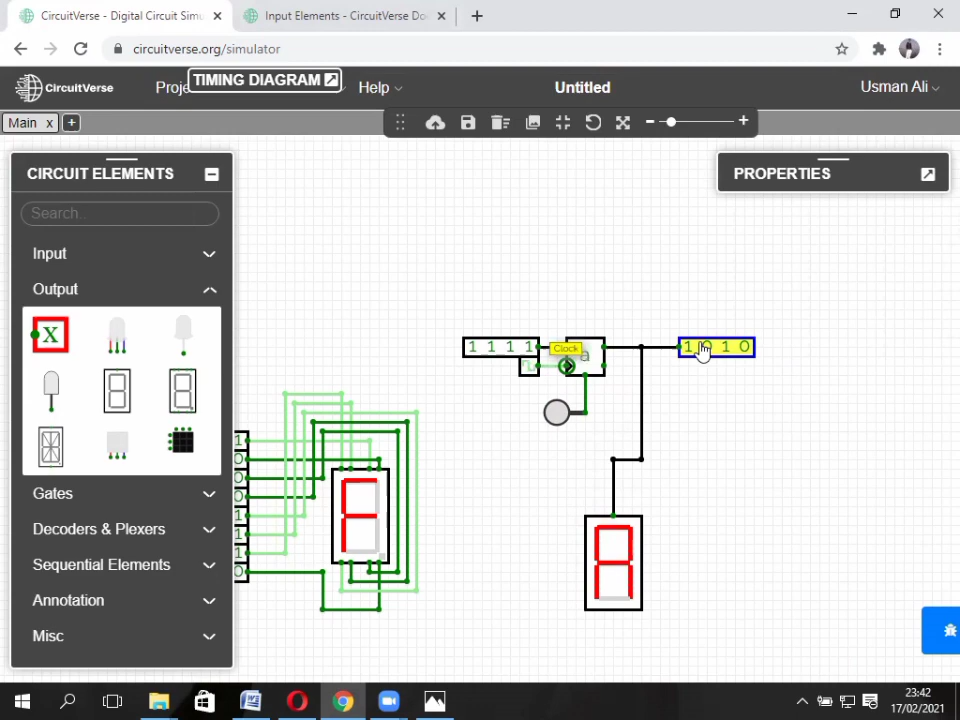 CircuitVerse - Digital Circuit Simu
Input Elements - CircuitVerse Do
circuitverse.org/simulator
CircuitVerse
Proje
TIMING DIAGRAM
Help
Untitled
Usman Ali
Main x
CIRCUIT ELEMENTS
PROPERTIES
Search..
Input
Output
X
Gates
Decoders & Plexers
Sequential Elements
Annotation
Misc
1 1 1 1
Clock
a
1 0 1 0
1
0
0
0
1
1
1
0
23:42
17/02/2021